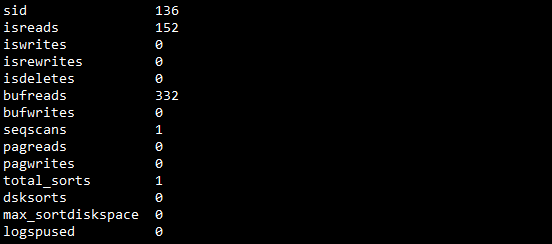 sid 136
isreads 152
iswrites 0
isrewrites 0
isdeletes 0
bufreads 332
bufwrites 0
seqscans 1
pagreads 0
pagwrites 0
total_sorts 1
dsksorts 0
max_sortdiskspace 0
logspused 0